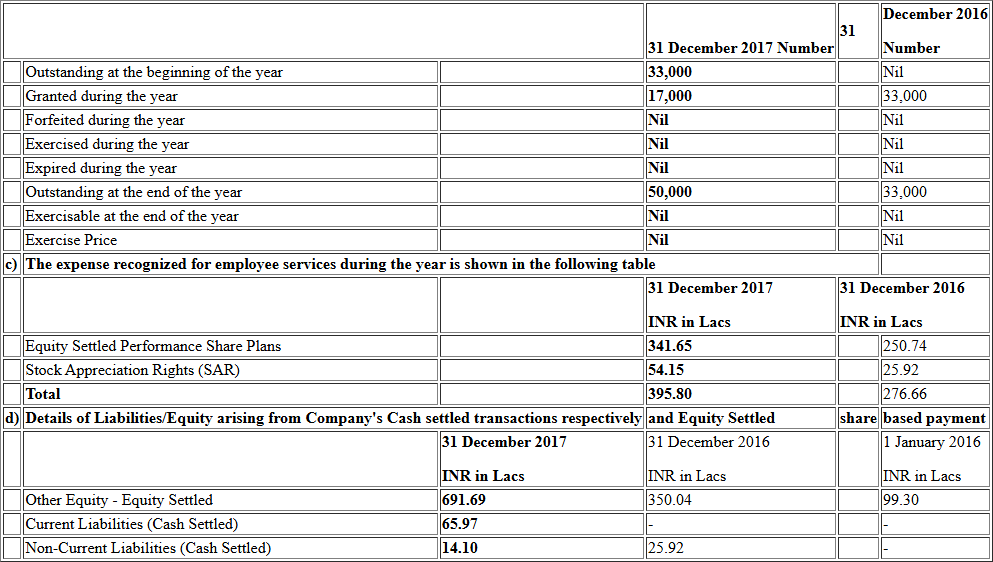 December 2016
31
31 December 2017 Number
Number
Outstanding at the beginning of the year 33,000 Nil
Granted during the year 17,000 33,000
Forfeited during the year Nil Nil
Exercised during the year Nil Nil
Expired during the year Nil Nil
Outstanding at the end of the year 50,000 33,000
Exercisable at the end of the year Nil Nil
Exercise Price Nil Nil
c) The expense recognized for employee services during the year is shown in the following table
31 December 2017 31 December 2016
INR in Lacs INR in Lacs
Equity Settled Performance Share Plans 341.65 250.74
Stock Appreciation Rights (SAR) 54.15 25.92
Total 395.80 276.66
d) Details of Liabilities/Equity arising from Company's Cash settled transactions respectively and Equity Settled share based payment
31 December 2017 31 December 2016 1 January 2016
INR in Lacs INR in Lacs INR in Lacs
Other Equity - Equity Settled 691.69 350.04 99.30
Current Liabilities (Cash Settled) 65.97 - -
Non-Current Liabilities (Cash Settled) 14.10 25.92 -